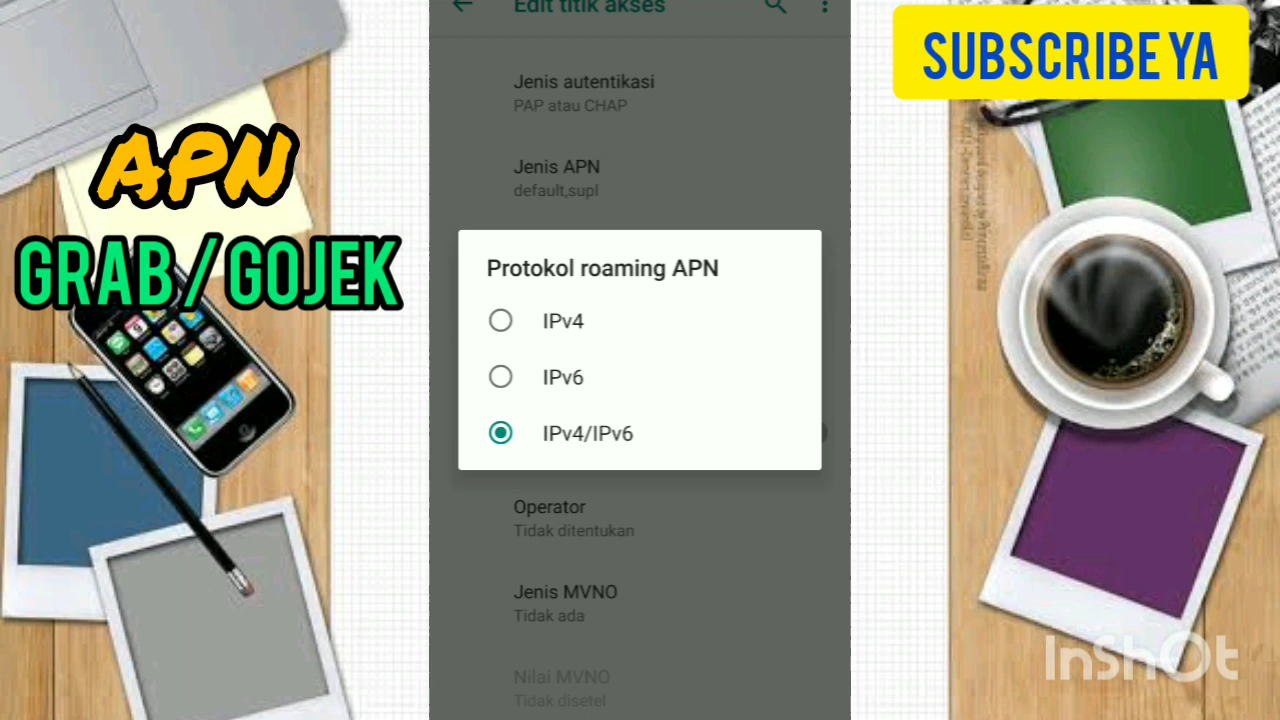 Edit titik akses
SUBSCRIBE YA
Jenis autentikasi
PAP atau CHAP
APN
GRAB / GOJEK
Jenis APN
default,supl
Protokol roaming APN
IPv4
IPv6
IPv4/IPv6
Operator
Tidak ditentukan
Jenis MVNO
Tidak ada
Nilai MVNO
Tidak disetel
InShOt